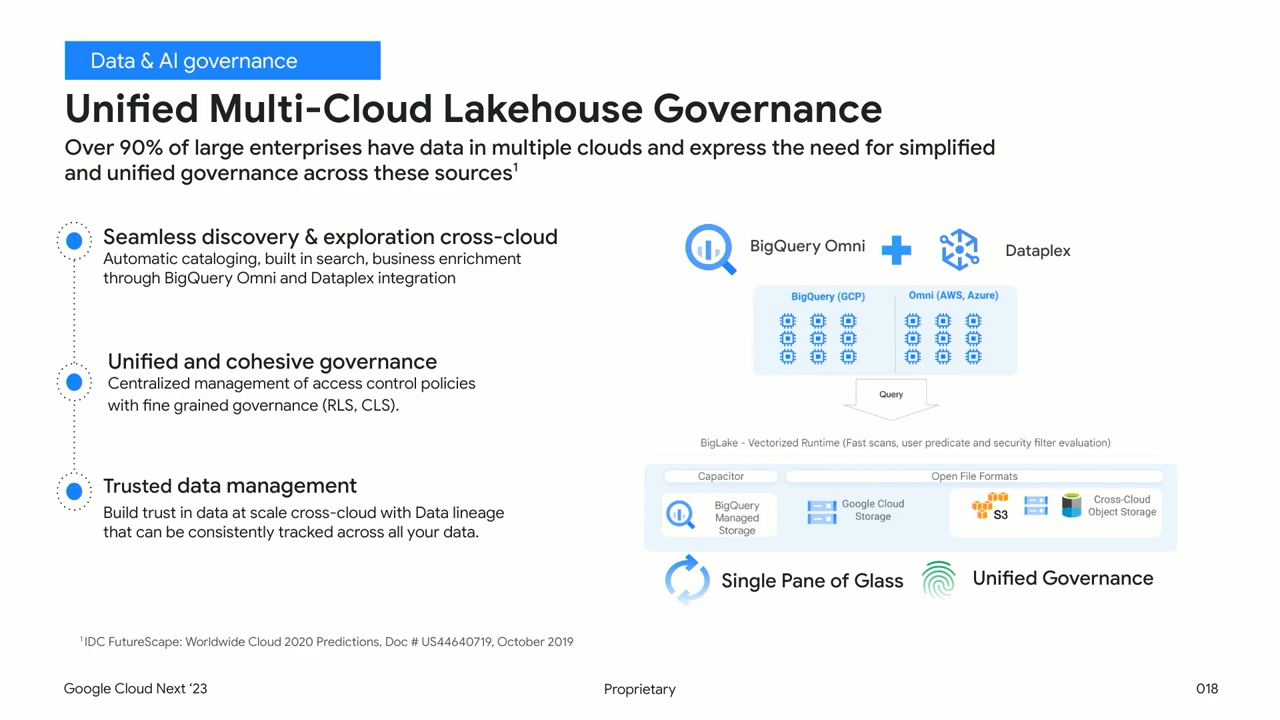 Data & AI governance
Unified Multi-Cloud Lakehouse Governance
Over 90% of large enterprises have data in multiple clouds and express the need for simplified
and unified governance across these sources¹
Seamless discovery & exploration cross-cloud
Automatic cataloging, built in search, business enrichment
through BigQuery Omni and Dataplex integration
Unified and cohesive governance
Centralized management of access control policies
with fine grained governance (RLS, CLS).
Trusted data management
Build trust in data at scale cross-cloud with Data lineage
that can be consistently tracked across all your data.
BigQuery Omni
Dataplex
BigQuery (GCP)
Omni (AWS, Azure)
Query
BigLake - Vectorized Runtime (Fast scans, user predicate and security filter evaluation)
Capacitor
Open File Formats
BigQuery
Managed
Storage
Google Cloud
Storage
S3
Cross-Cloud
Object Storage
Single Pane of Glass
Unified Governance
¹IDC FutureScape: Worldwide Cloud 2020 Predictions, Doc # US44640719, October 2019
Google Cloud Next ‘23
Proprietary
018